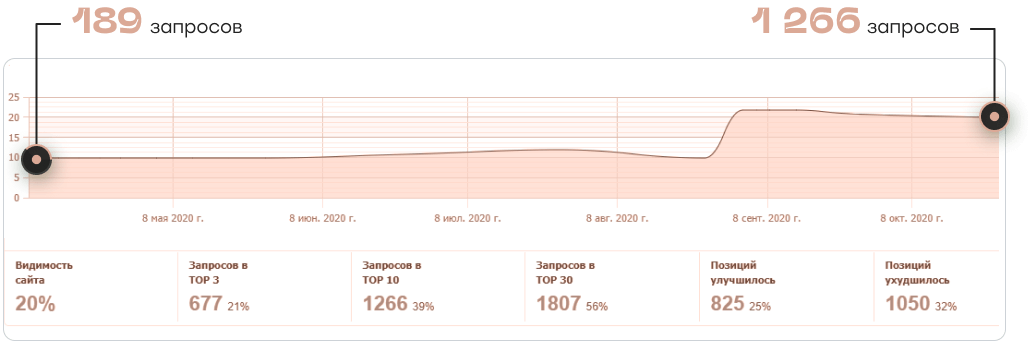 189 запросов
1 266 запросов
25
20
15
10
5
0
8 мая 2020 г.
8 июн. 2020 г.
8 июл. 2020 г.
8 авг. 2020 г.
8 сент. 2020 г.
8 окт. 2020 г.
Видимость
сайта
20%
Запросов в
TOP 3
677 21%
Запросов в
TOP 10
1266 39%
Запросов в
TOP 30
1807 56%
Позиций
улучшилось
825 25%
Позиций
ухудшилось
1050 32%